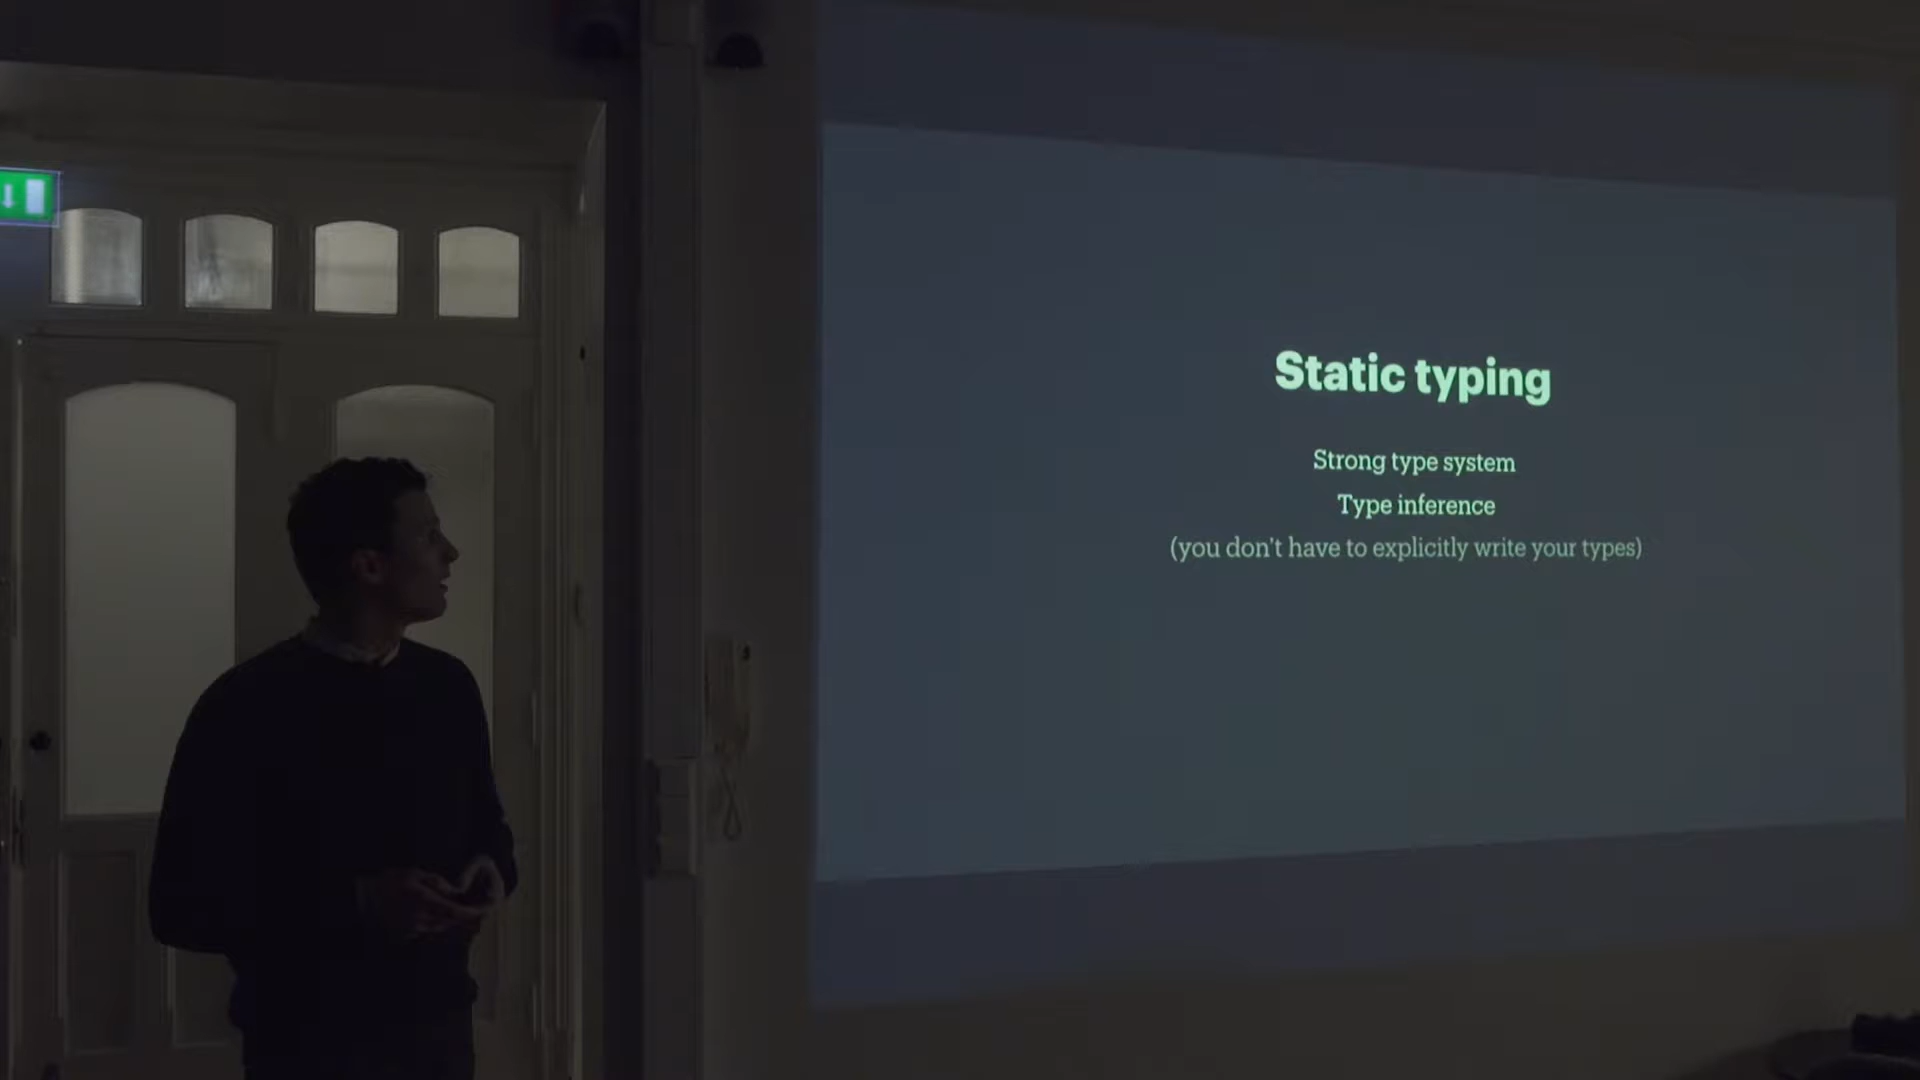 Static typing
Strong type system
Type inference
(you don't have to explicitly write your types)